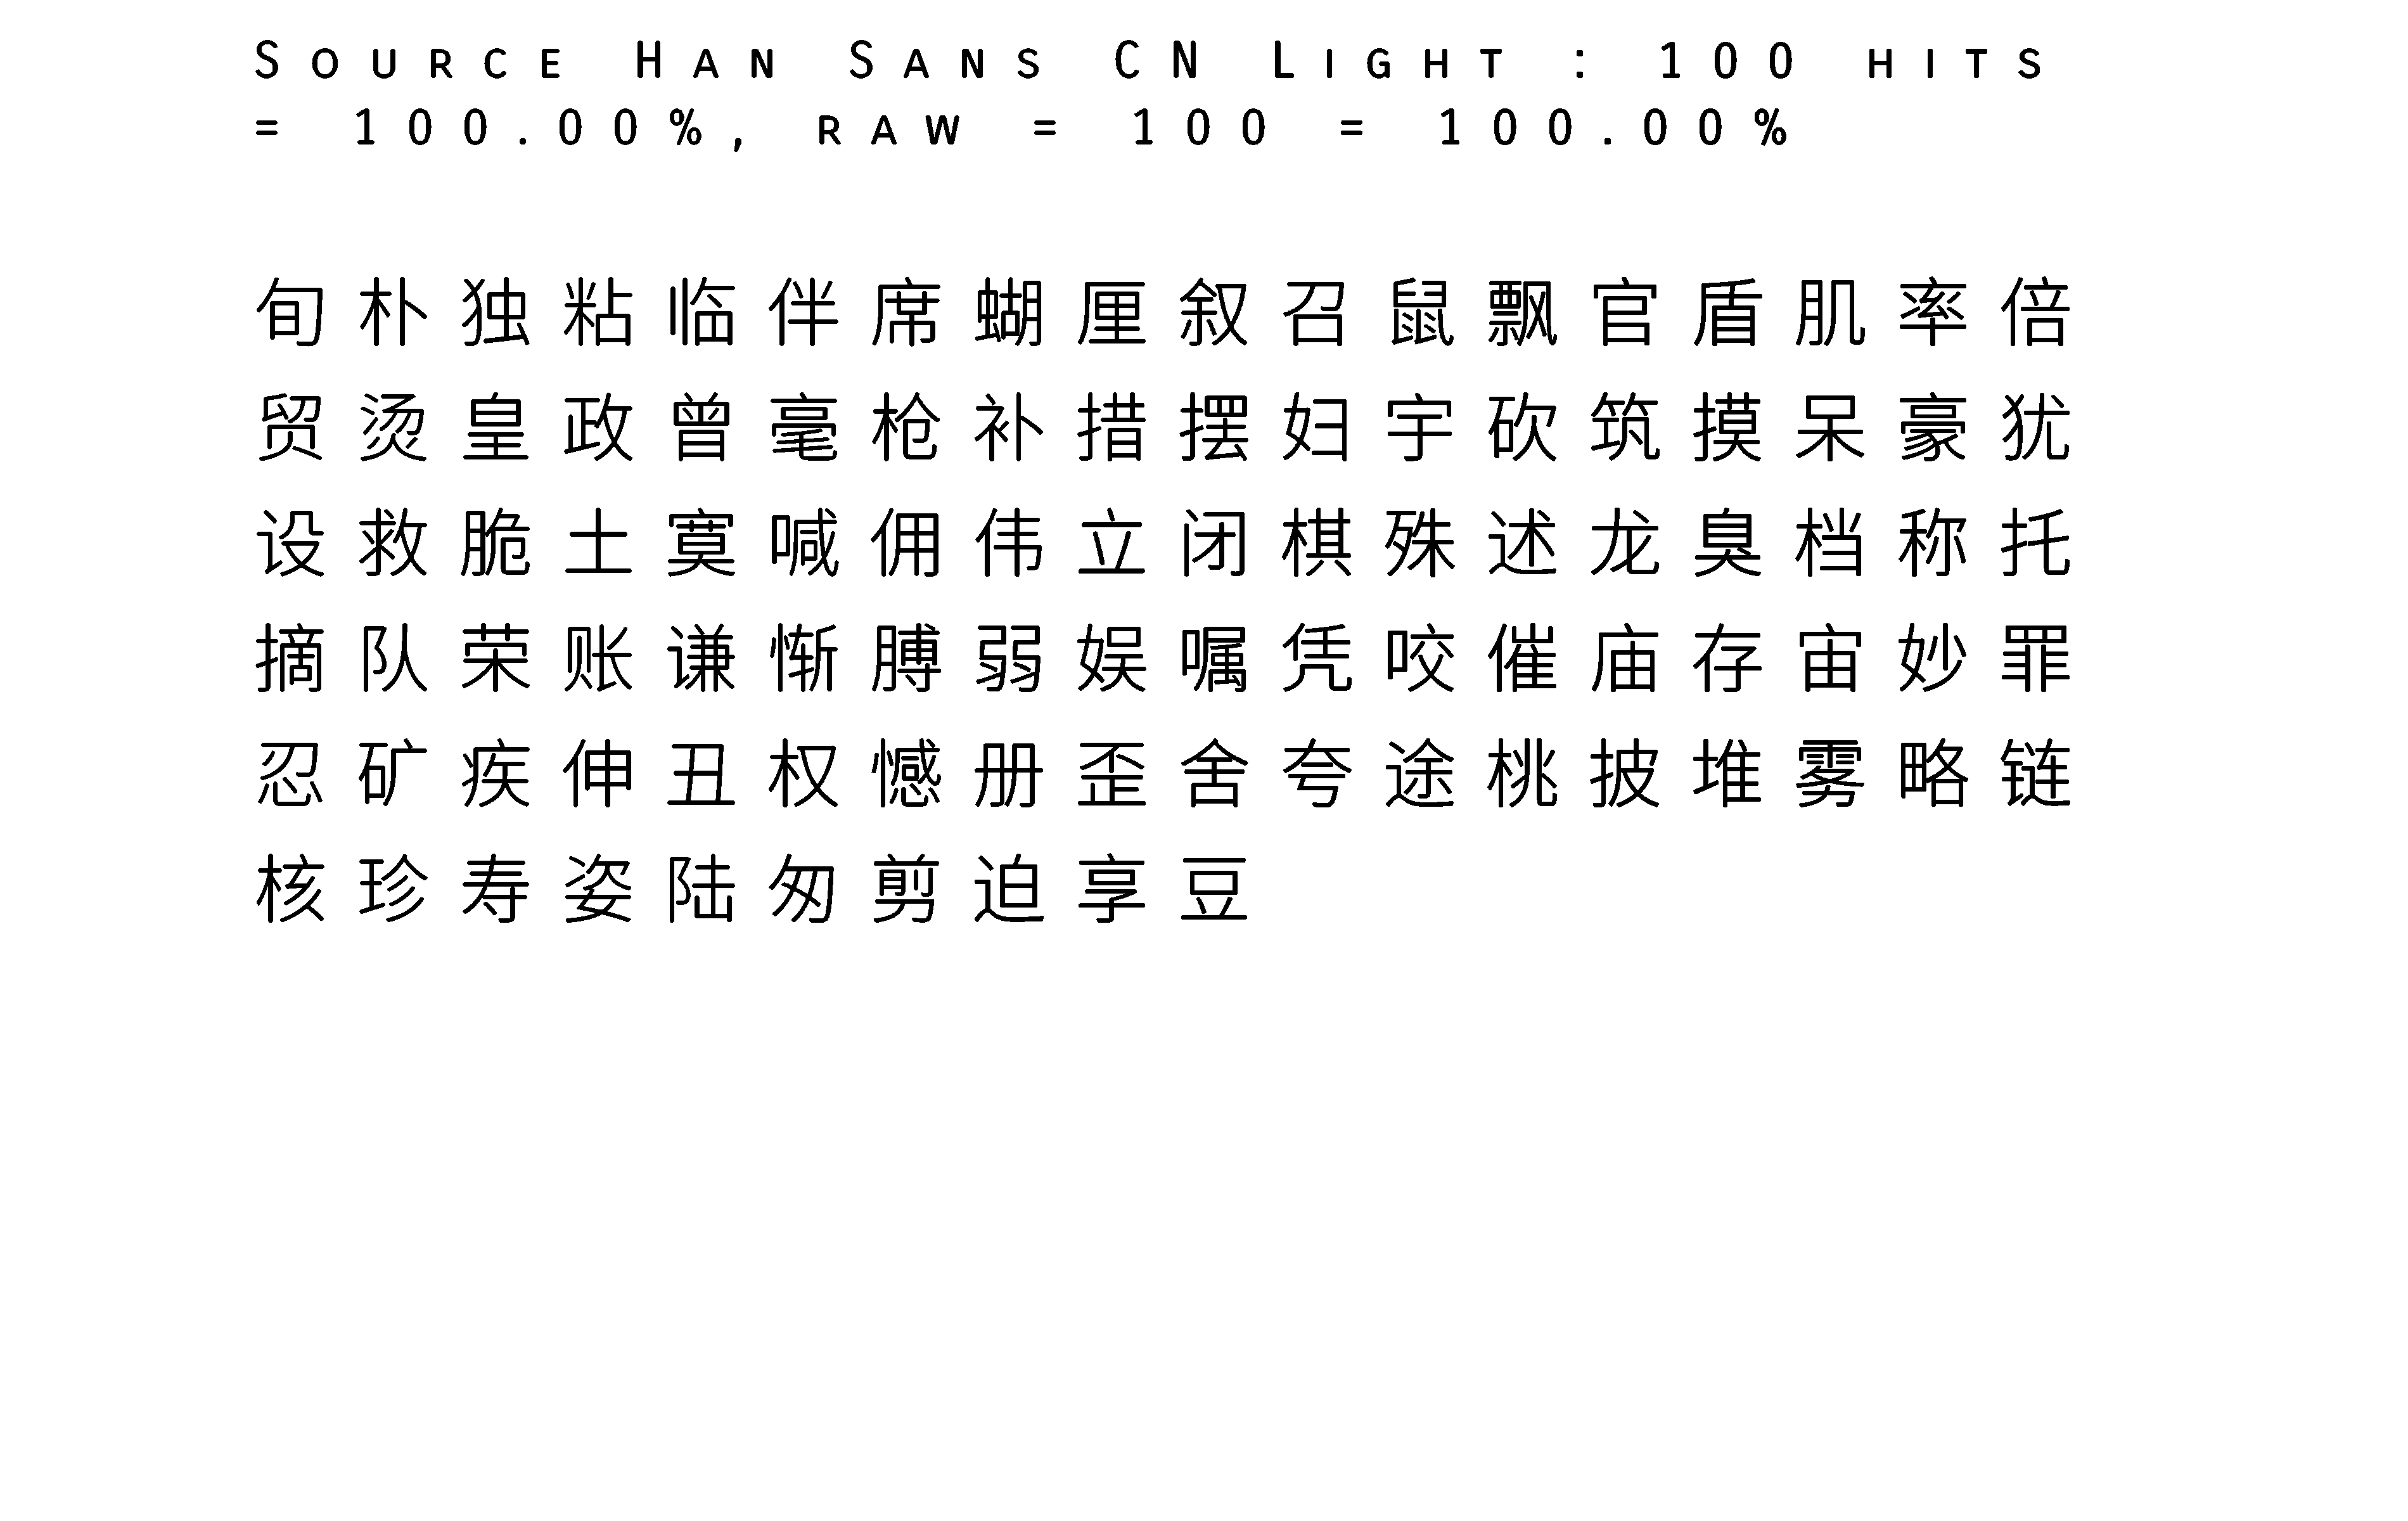 Source Han Sans CN Light : 100 hits
= 100.00%, raw = 100 = 100.00%
旬朴独粘临伴席蝴厘叙召鼠飘官盾肌率倍
贸烫皇政曾毫枪补措摆妇宇砍筑摸呆豪犹
设救脆土寞喊佣伟立闭棋殊述龙臭档称托
摘队荣账谦惭膊弱娱嘱凭咬催庙存宙妙罪
忍矿疾伸丑权憾册歪舍夸途桃披堆雾略链
核珍寿姿陆匆剪迫享豆